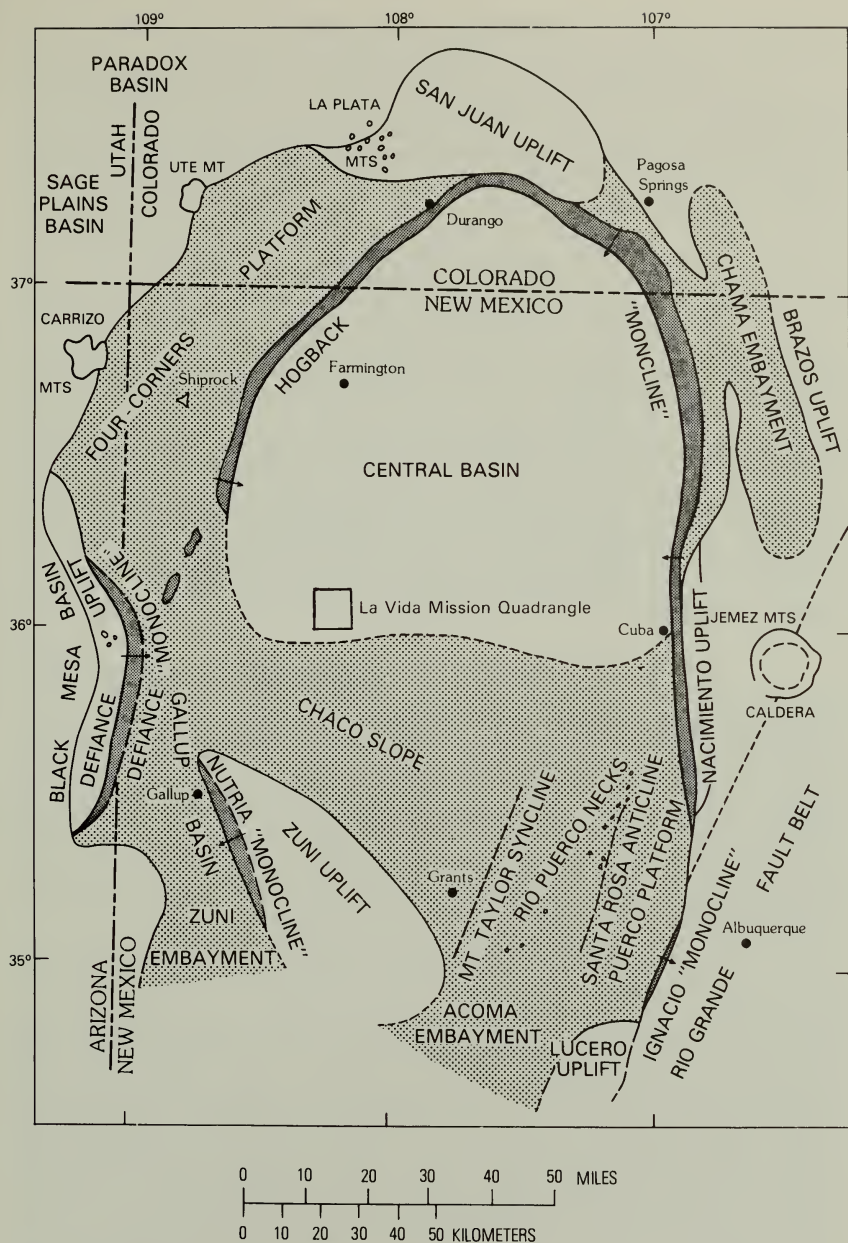 109°
108°
107°
PARADOX
BASIN
UTAH
COLORADO
LA PLATA
MTS
SAN JUAN UPLIFT
UTE MT
SAGE
PLAINS
BASIN
Pagosa
Springs
Durango
PLATFORM
37°
COLORADO
NEW MEXICO
CHAMA EMBAYMENT
BRAZOS UPLIFT
CARRIZO
MTS
Shiprock
HOGBACK
Farmington
"MONCLINE"
FOUR-CORNERS
CENTRAL BASIN
BLACK MESA BASIN
DEFIANCE UPLIFT
DEFIANCE "MONOCLINE"
36°
La Vida Mission Quadrangle
Cuba
NACIMIENTO UPLIFT
JEMEZ MTS
CALDERA
CHACO SLOPE
GALLUP
BASIN
Gallup
NUTRIA "MONOCLINE"
ZUNI UPLIFT
Grants
MT TAYLOR SYNCLINE
RIO PUERCO NECKS
SANTA ROSA ANTICLINE
PUERCO PLATFORM
IGNACIO "MONOCLINE"
RIO GRANDE FAULT BELT
Albuquerque
35°
ZUNI
EMBAYMENT
ARIZONA
NEW MEXICO
ACOMA
EMBAYMENT
LUCERO
UPLIFT
0 10 20 30 40 50 MILES
0 10 20 30 40 50 KILOMETERS